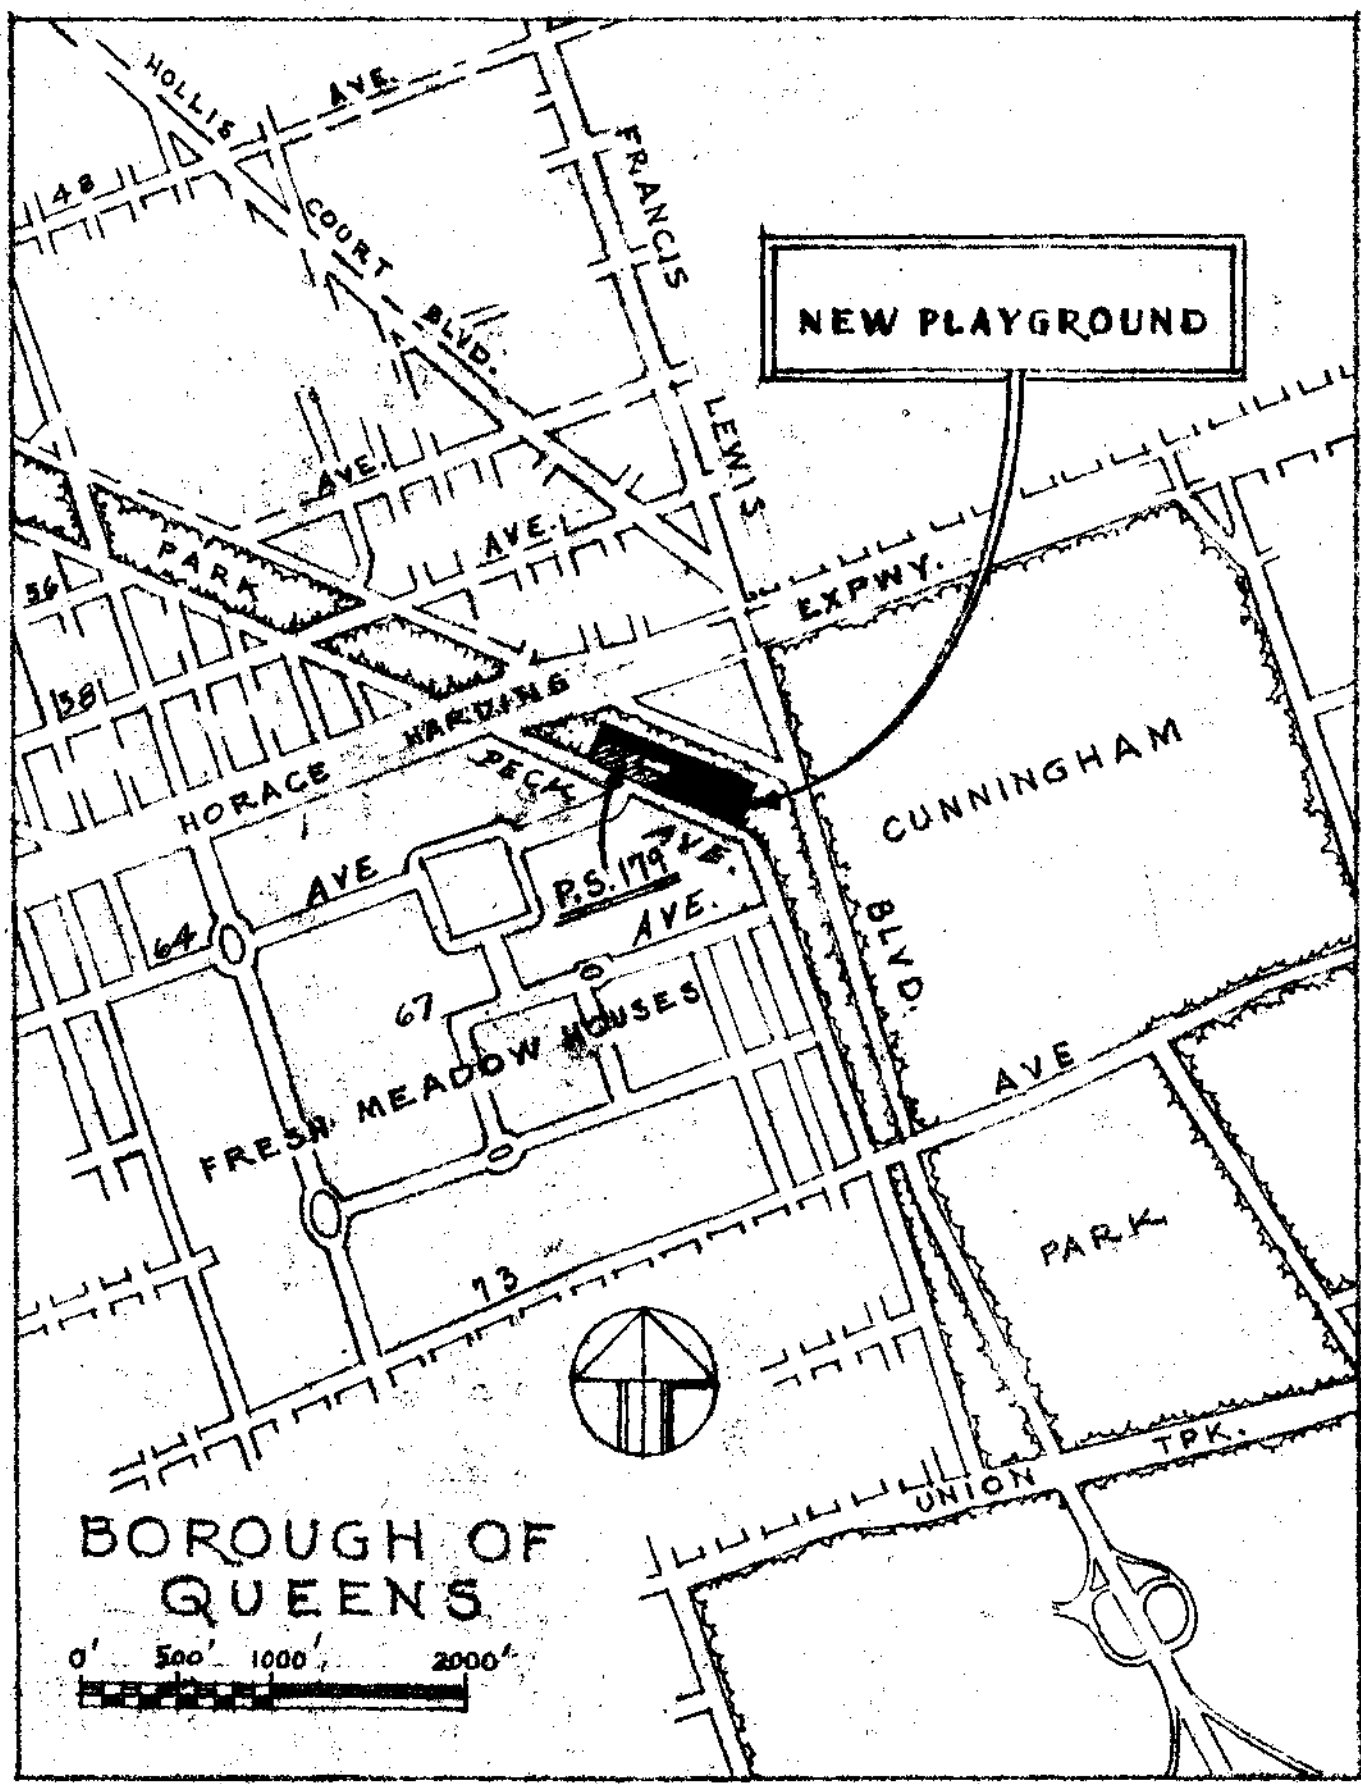 HOLLIS COURT BLVD.
48 AVE.
FRANCIS LEWIS BLVD.
NEW PLAYGROUND
AVE.
56 AVE.
PARK
58
HORACE HARDING EXPWY.
PECK AVE.
P.S. 179
CUNNINGHAM PARK
64 AVE
67 AVE.
FRESH MEADOW HOUSES
73 AVE
UNION TPK.
BOROUGH OF
QUEENS
0' 500' 1000' 2000'